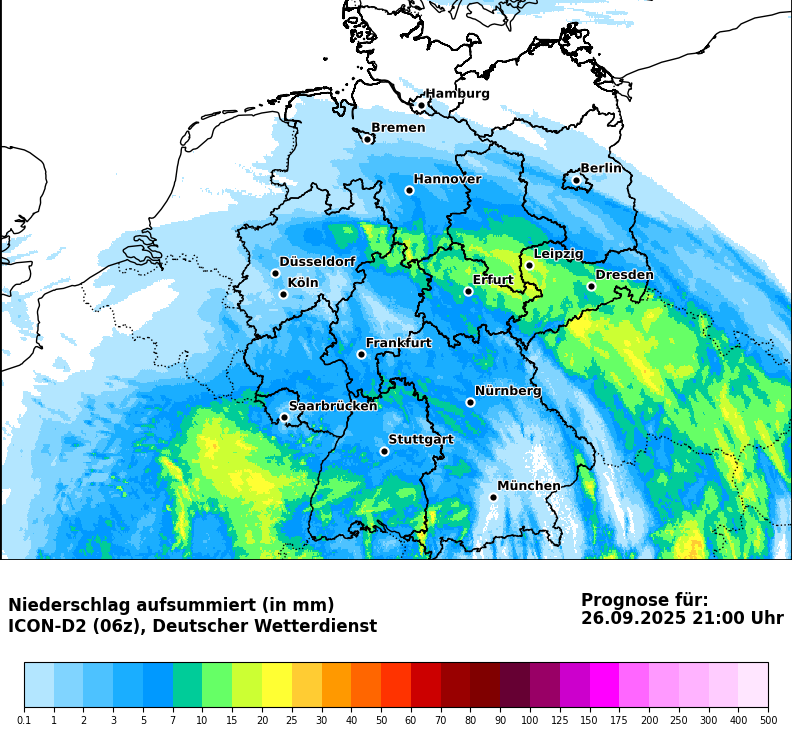 Hamburg
Bremen
Berlin
Hannover
Leipzig
Düsseldorf
Dresden
Köln
Erfurt
Frankfurt
Nürnberg
Saarbrücken
Stuttgart
München
Niederschlag aufsummiert (in mm)
ICON-D2 (06z), Deutscher Wetterdienst
Prognose für:
26.09.2025 21:00 Uhr
0.1 1 2 3 5 7 10 15 20 25 30 40 50 60 70 80 90 100 125 150 175 200 250 300 400 500